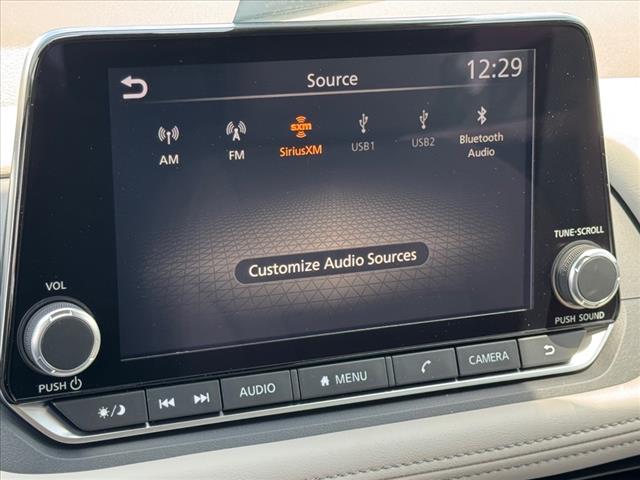 Source
12:29
AM
FM
sxm
SiriusXM
USB1
USB2
Bluetooth
Audio
Customize Audio Sources
VOL
PUSH
TUNE·SCROLL
PUSH SOUND
AUDIO
MENU
CAMERA